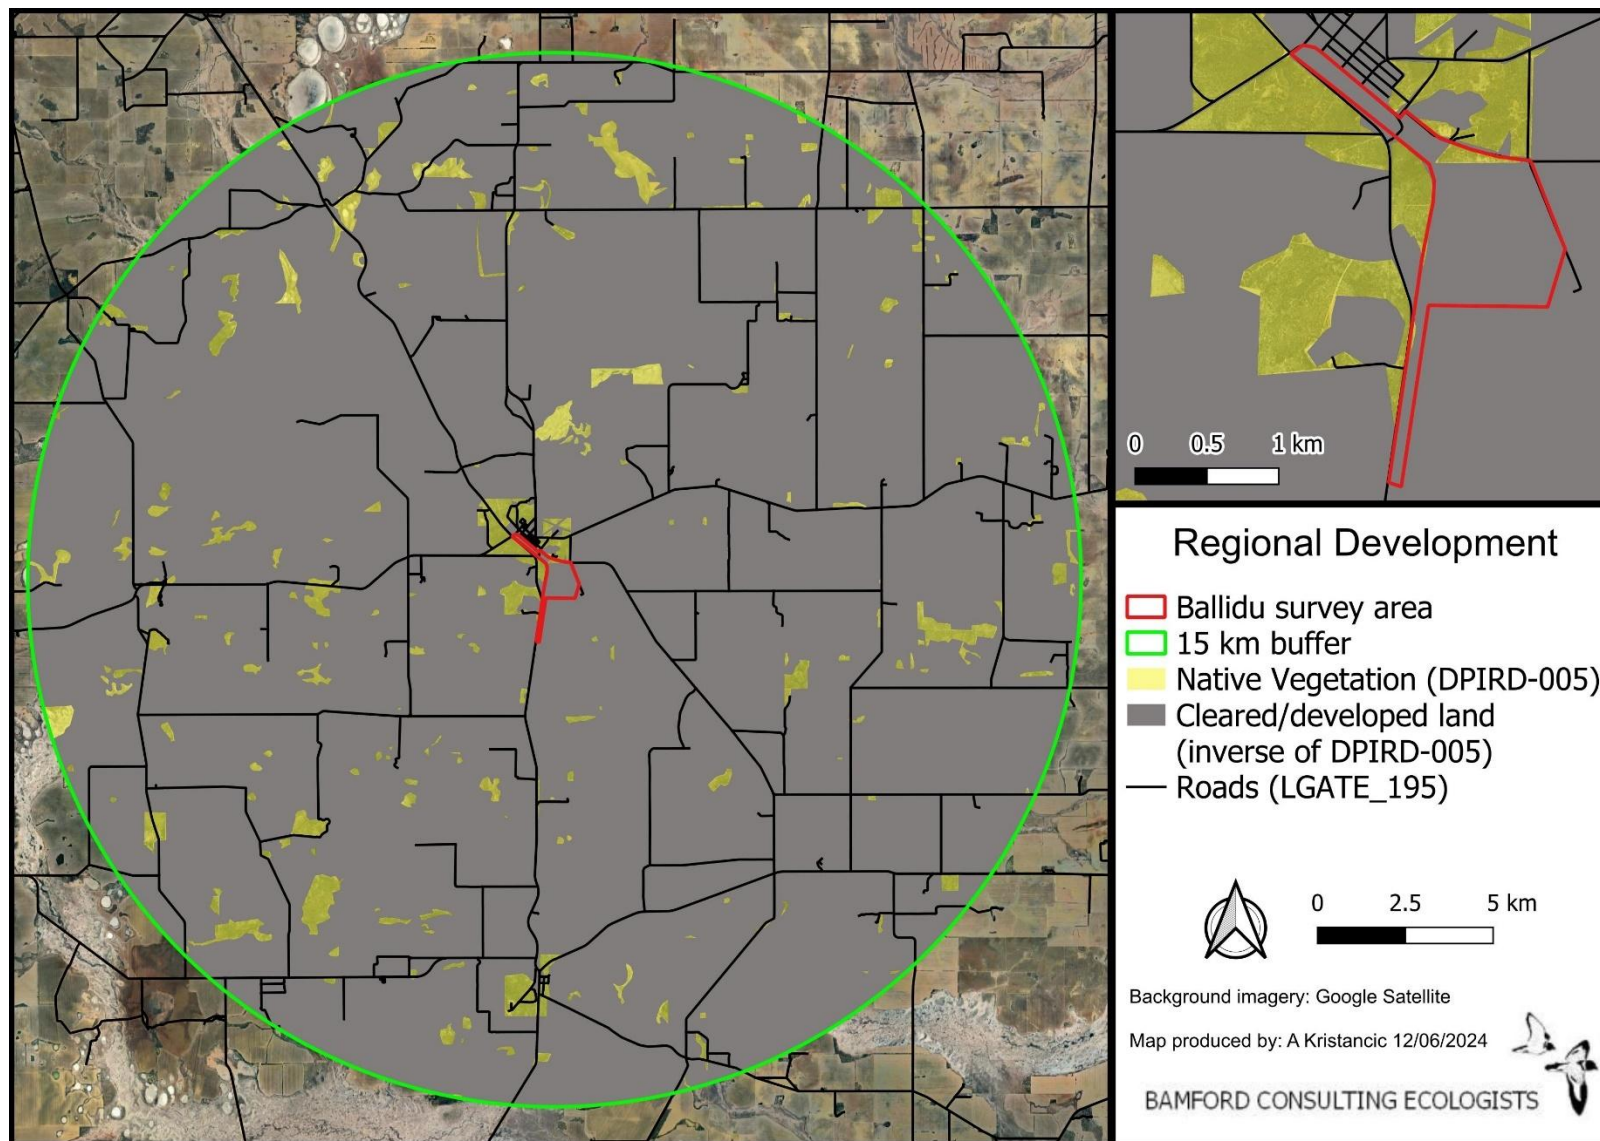 0 0.5 1 km
Regional Development
Ballidu survey area
15 km buffer
Native Vegetation (DPIRD-005)
Cleared/developed land
(inverse of DPIRD-005)
Roads (LGATE_195)
0 2.5 5 km
Background imagery: Google Satellite
Map produced by: A Kristancic 12/06/2024
BAMFORD CONSULTING ECOLOGISTS